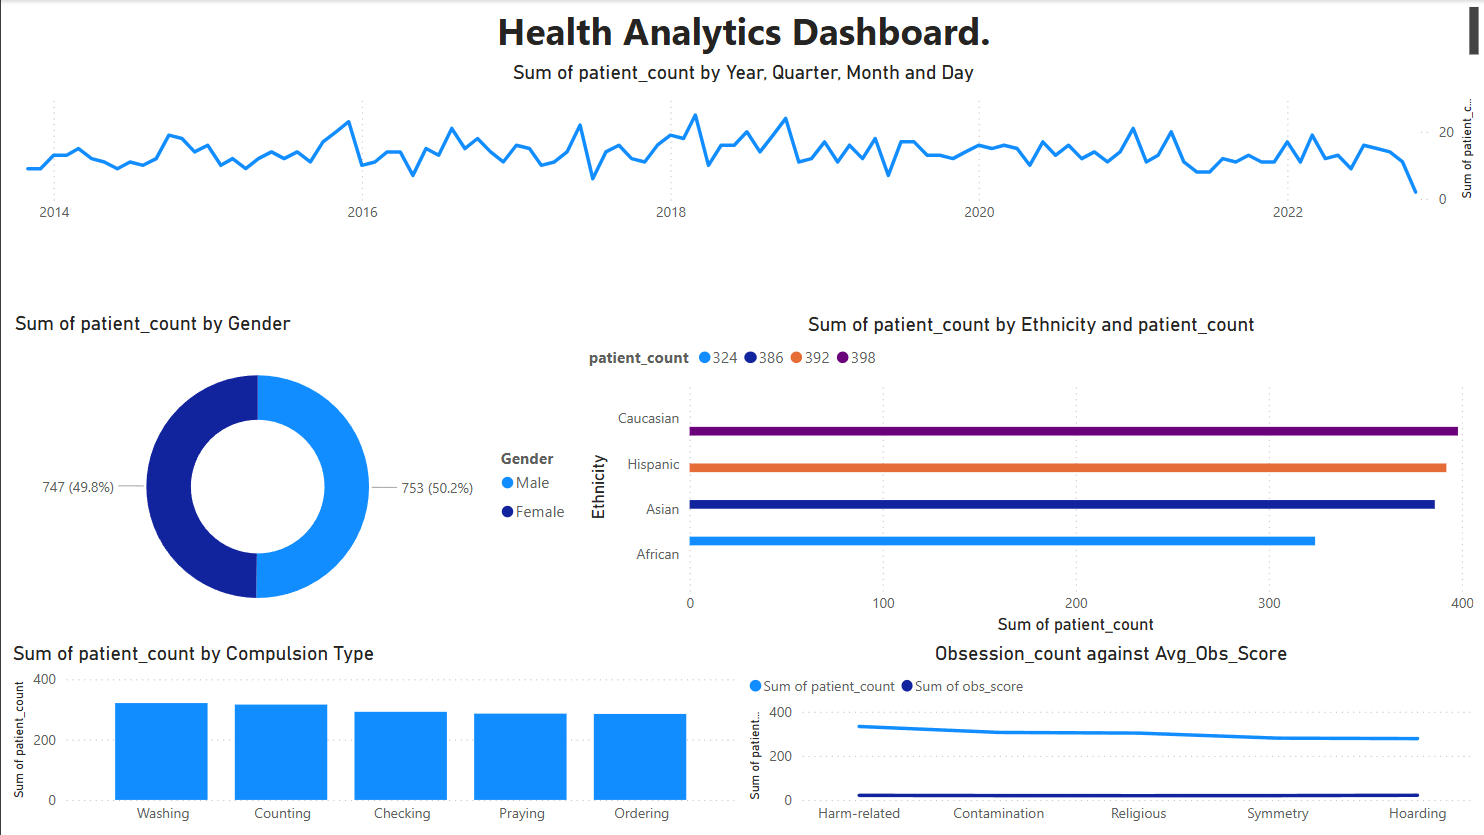 Health Analytics Dashboard.
Sum of patient_count by Year, Quarter, Month and Day
20
0
Sum of patient_c...
2014 2016 2018 2020 2022
Sum of patient_count by Gender
747 (49.8%)
753 (50.2%)
Gender
Male
Female
Sum of patient_count by Ethnicity and patient_count
patient_count 324 386 392 398
Ethnicity
Caucasian
Hispanic
Asian
African
0 100 200 300 400
Sum of patient_count
Sum of patient_count by Compulsion Type
Sum of patient_count
400
200
0
Washing Counting Checking Praying Ordering
Obsession_count against Avg_Obs_Score
Sum of patient_count Sum of obs_score
Sum of patient...
400
200
0
Harm-related Contamination Religious Symmetry Hoarding